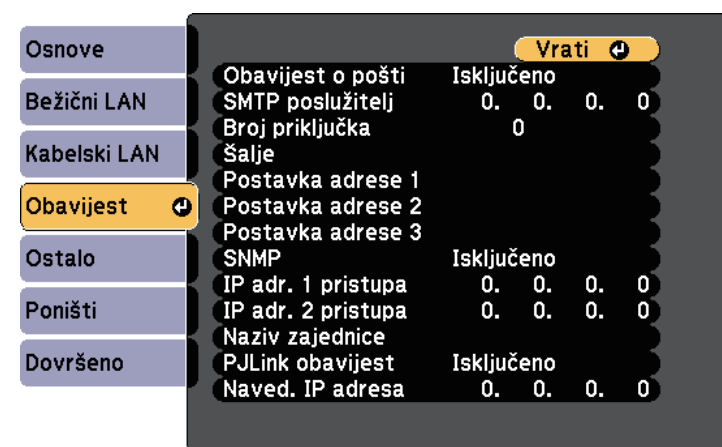 Osnove
Bežični LAN
Kabelski LAN
Obavijest
Ostalo
Poništi
Dovršeno
Vrati
Obavijest o pošti Isključeno
SMTP poslužitelj 0. 0. 0. 0
Broj priključka 0
Šalje
Postavka adrese 1
Postavka adrese 2
Postavka adrese 3
SNMP Isključeno
IP adr. 1 pristupa 0. 0. 0. 0
IP adr. 2 pristupa 0. 0. 0. 0
Naziv zajednice
PJLink obavijest Isključeno
Naved. IP adresa 0. 0. 0. 0